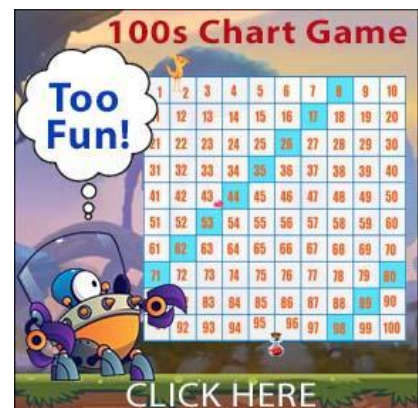 100s Chart Game
Too
Fun!
1 2 3 4 5 6 7 8 9 10
12 13 14 15 16 17 18 19 20
21 22 23 24 25 26 27 28 29 30
31 32 33 34 35 36 37 38 39 40
41 42 43 44 45 46 47 48 49 50
51 52 53 54 55 56 57 58 59 60
61 62 63 64 65 66 67 68 69 70
71 72 73 74 75 76 77 78 79 80
83 84 85 86 87 88 89 90
92 93 94 95 96 97 98 99 100
CLICK HERE